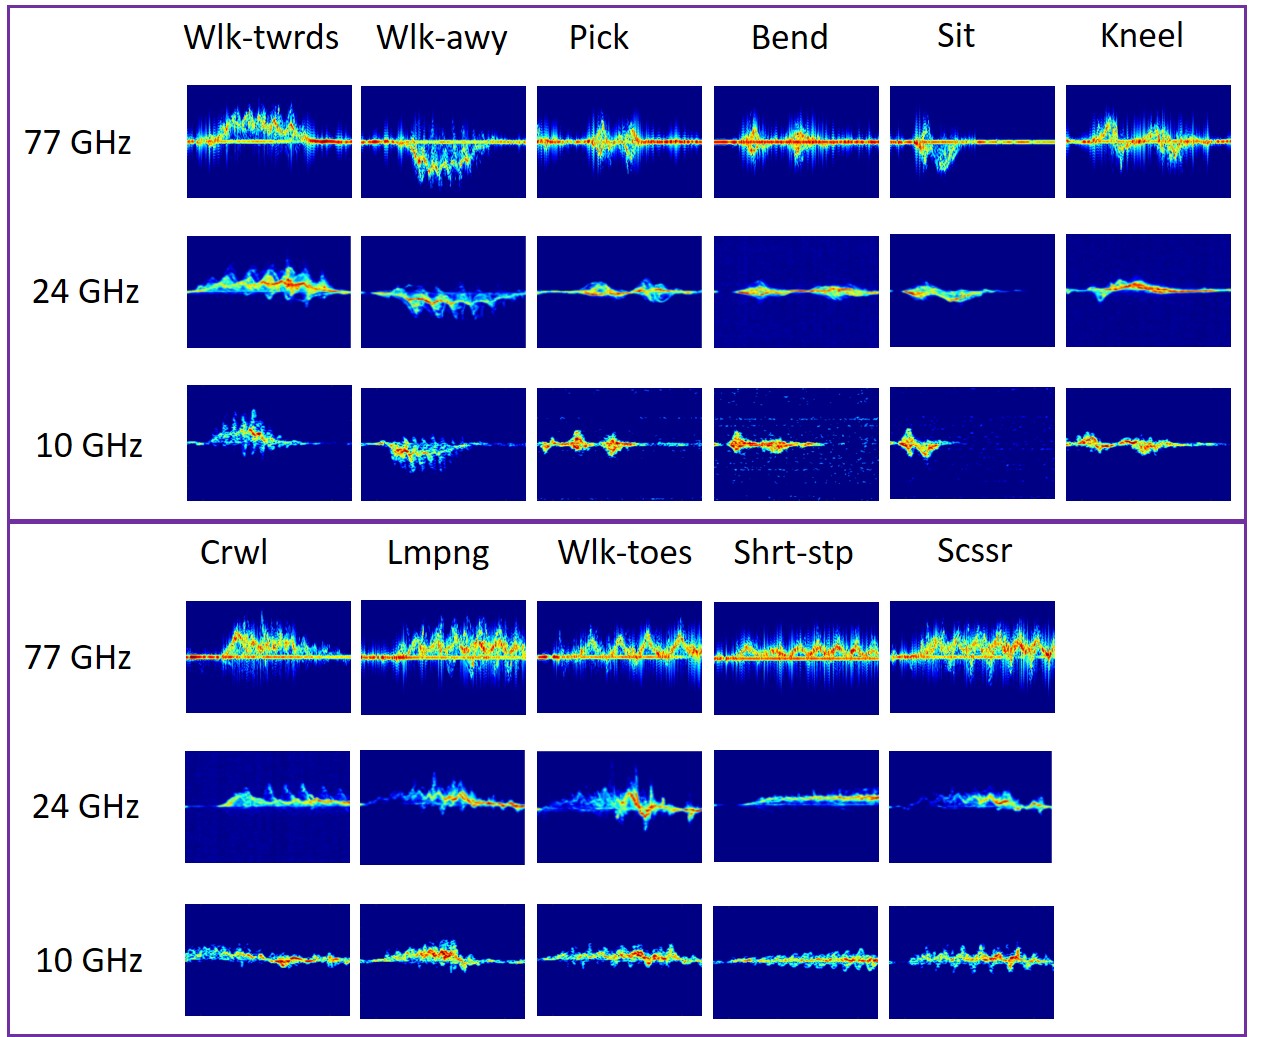 Wlk-twrds Wlk-awy Pick Bend Sit Kneel
77 GHz
24 GHz
10 GHz
Crwl Lmpng Wlk-toes Shrt-stp Scssr
77 GHz
24 GHz
10 GHz